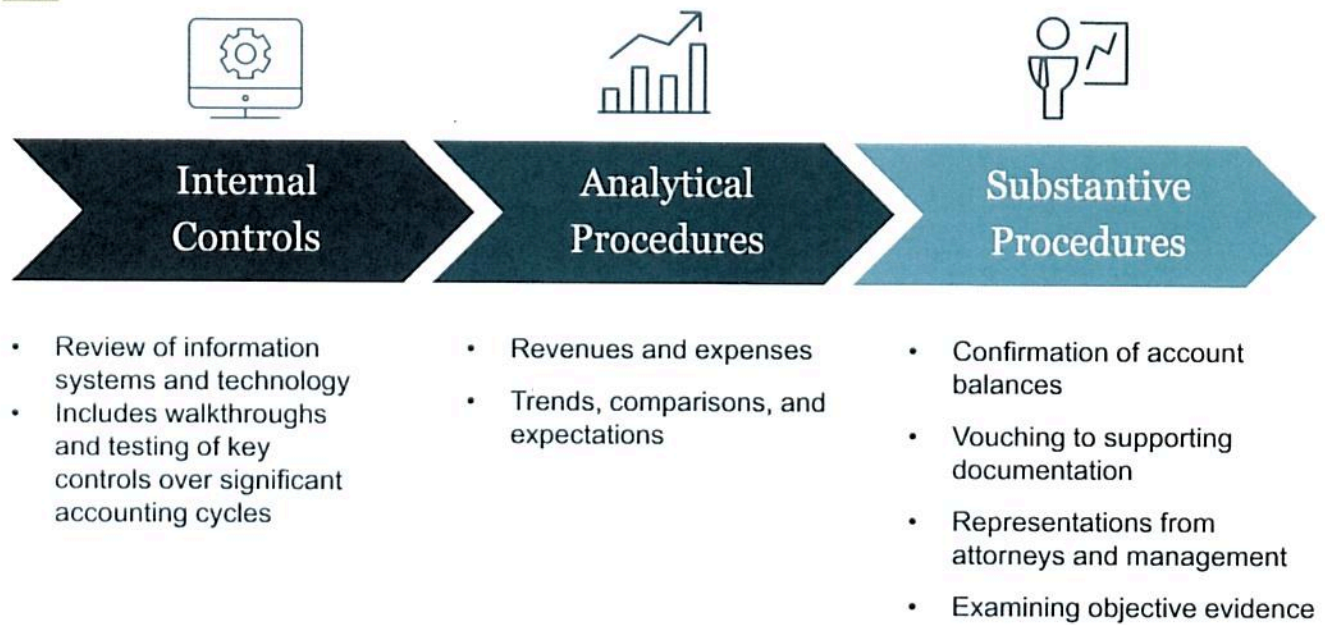 Internal
Controls
Analytical
Procedures
Substantive
Procedures
• Review of information
systems and technology
• Includes walkthroughs
and testing of key
controls over significant
accounting cycles
• Revenues and expenses
• Trends, comparisons, and
expectations
• Confirmation of account
balances
• Vouching to supporting
documentation
• Representations from
attorneys and management
• Examining objective evidence